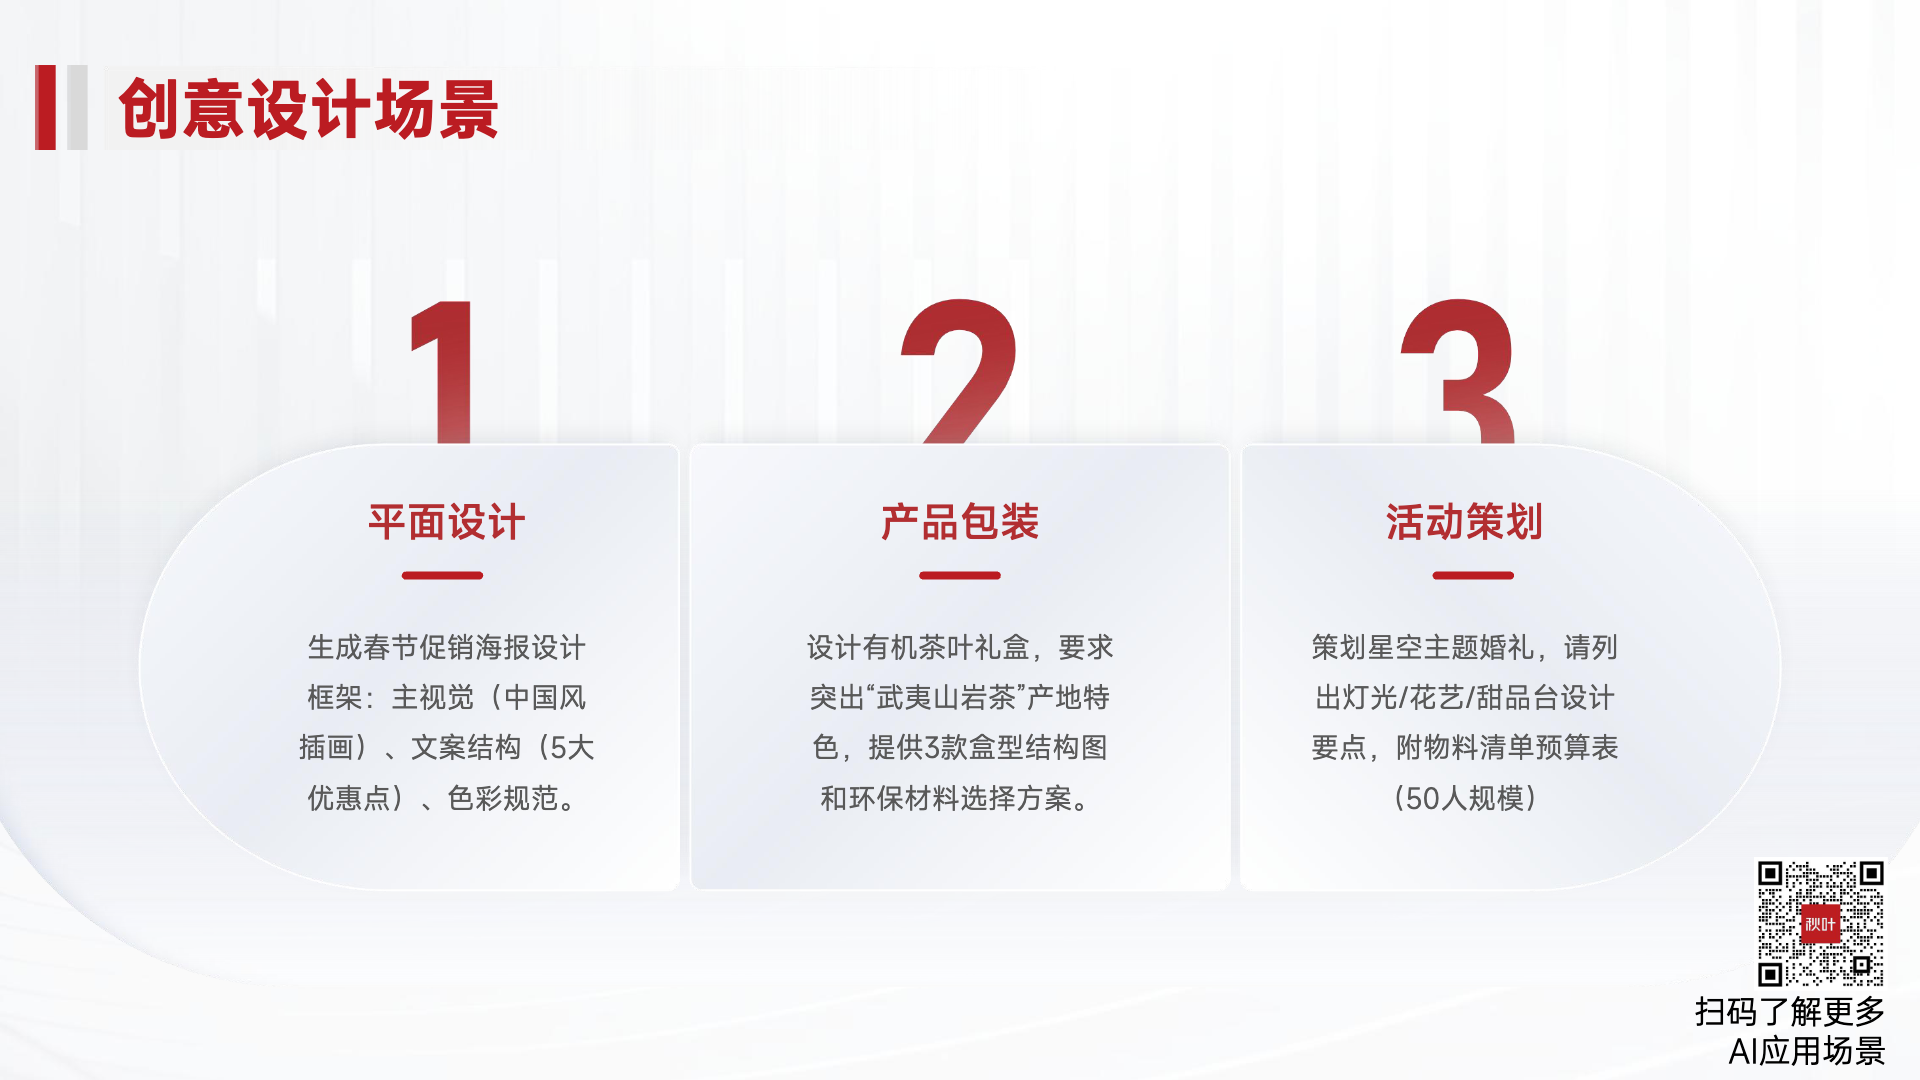 创意设计场景
1
2
3
平面设计
生成春节促销海报设计
框架：主视觉（中国风
插画）、文案结构（5大
优惠点）、色彩规范。
产品包装
设计有机茶叶礼盒，要求
突出“武夷山岩茶”产地特
色，提供3款盒型结构图
和环保材料选择方案。
活动策划
策划星空主题婚礼，请列
出灯光/花艺/甜品台设计
要点，附物料清单预算表
（50人规模）
秋叶
扫码了解更多
AI应用场景